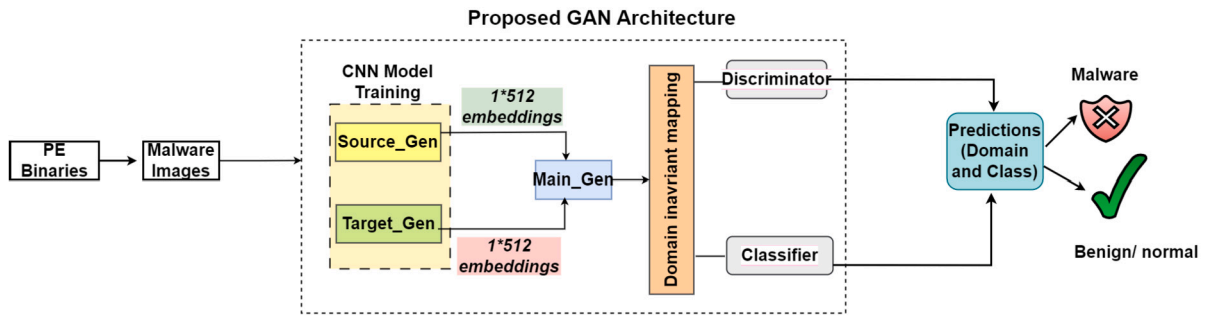 Proposed GAN Architecture
PE
Binaries
Malware
Images
CNN Model
Training
Source_Gen
Target_Gen
1*512
embeddings
1*512
embeddings
Main_Gen
Domain inavriant mapping
Discriminator
Classifier
Predictions
(Domain
and Class)
Malware
Benign/ normal